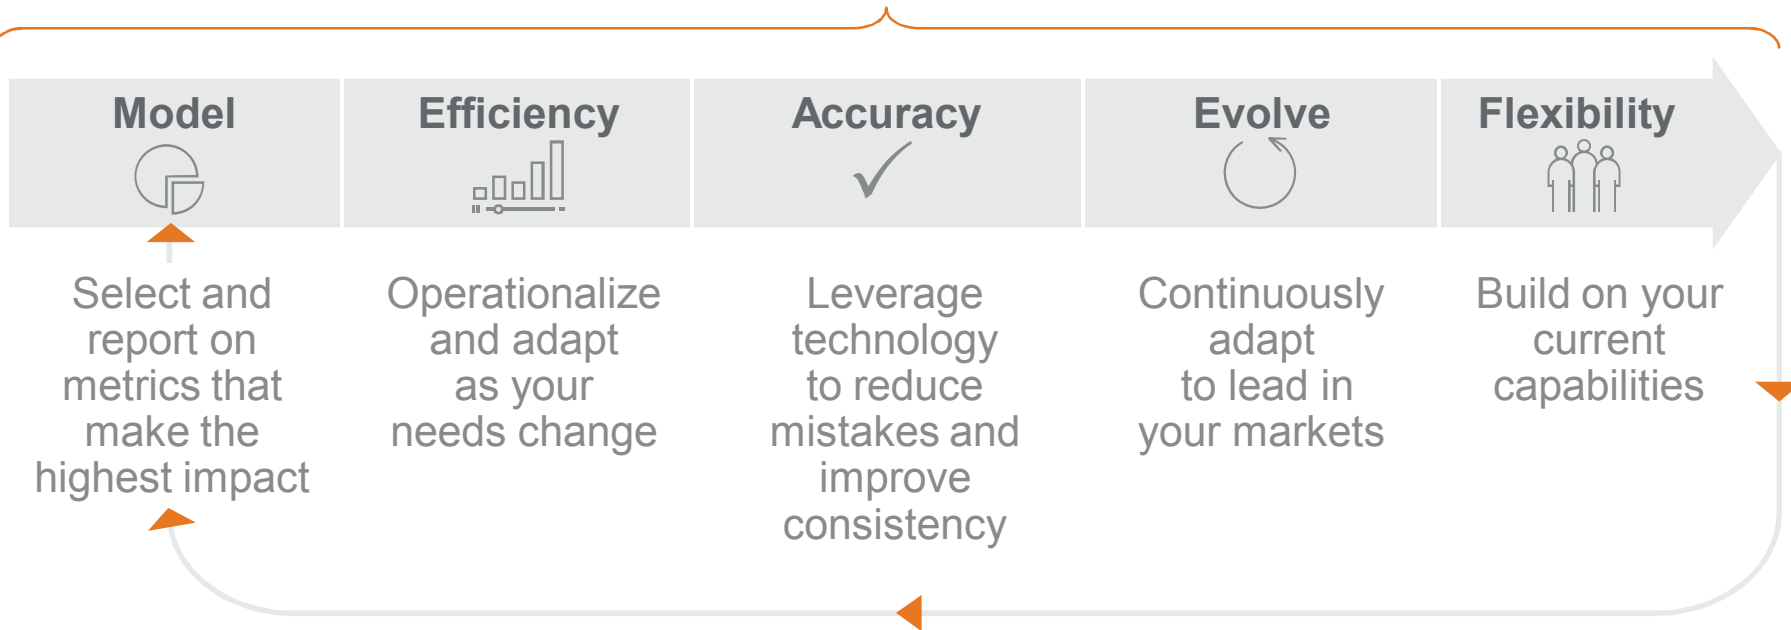 Model
Efficiency
Accuracy
Evolve
Flexibility
Select and
report on
metrics that
make the
highest impact
Operationalize
and adapt
as your
needs change
Leverage
technology
to reduce
mistakes and
improve
consistency
Continuously
adapt
to lead in
your markets
Build on your
current
capabilities